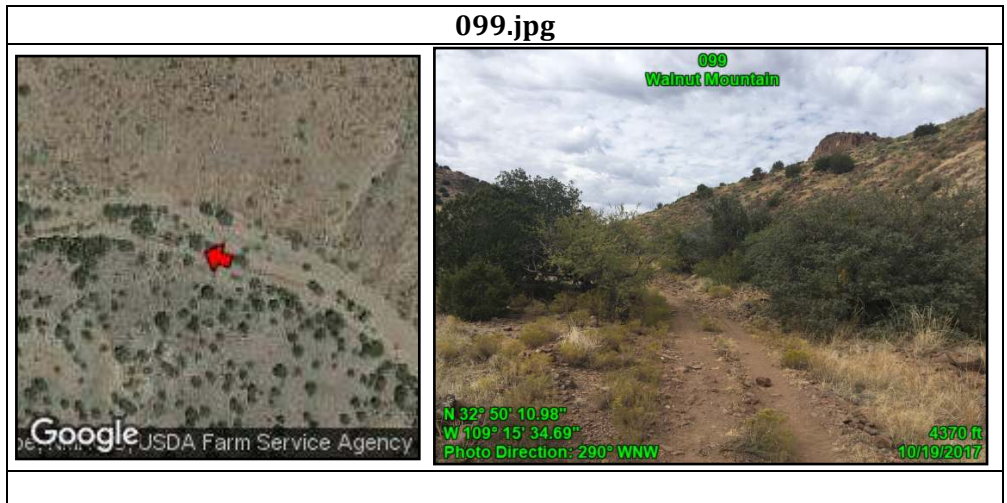 099.jpg
099
Walnut Mountain
N 32° 50' 10.98"
W 109° 15' 34.69"
Photo Direction: 290° WNW
4370 ft
10/19/2017
Google
USDA Farm Service Agency